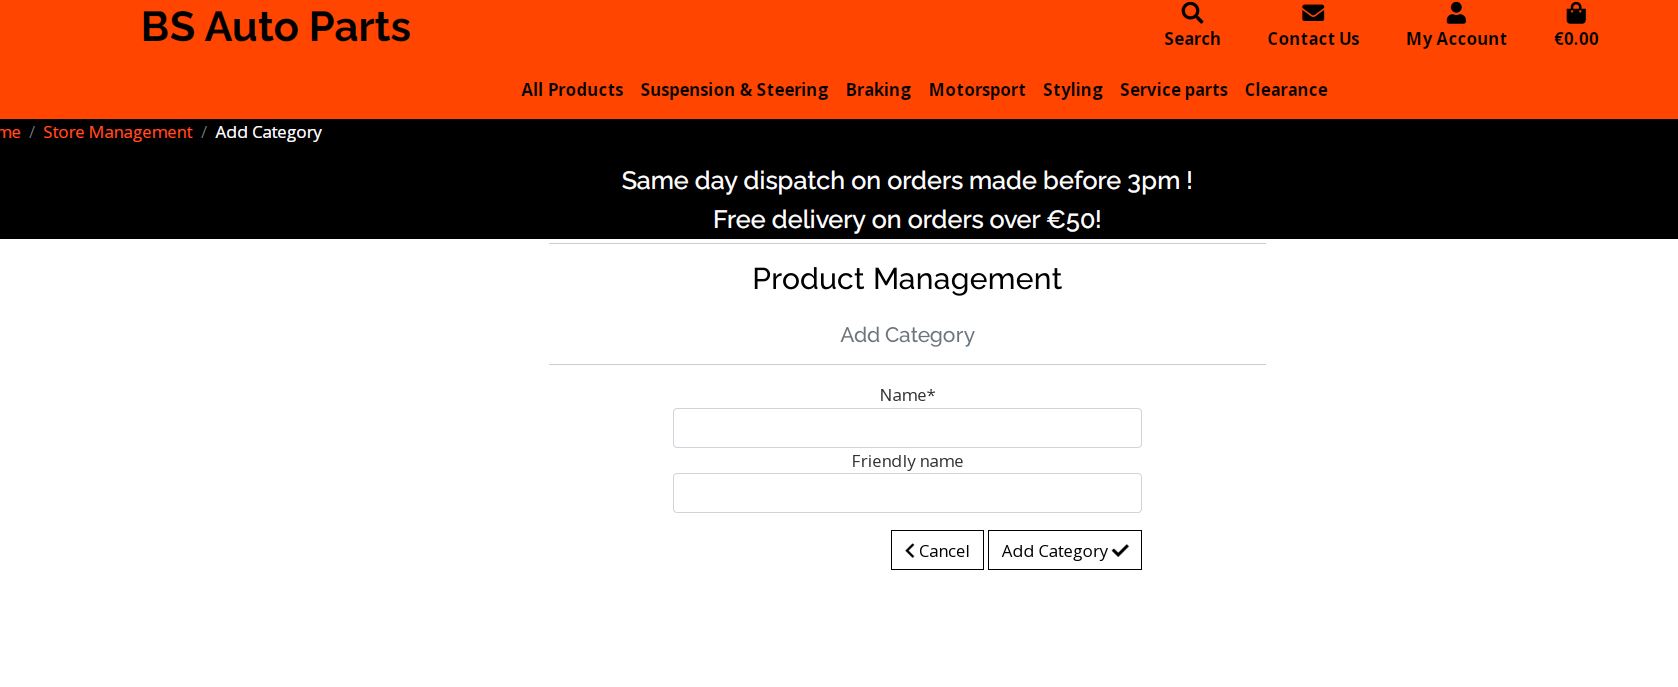 BS Auto Parts
Search Contact Us My Account €0.00
All Products Suspension & Steering Braking Motorsport Styling Service parts Clearance
me / Store Management / Add Category
Same day dispatch on orders made before 3pm !
Free delivery on orders over €50!
Product Management
Add Category
Name*
Friendly name
Cancel Add Category